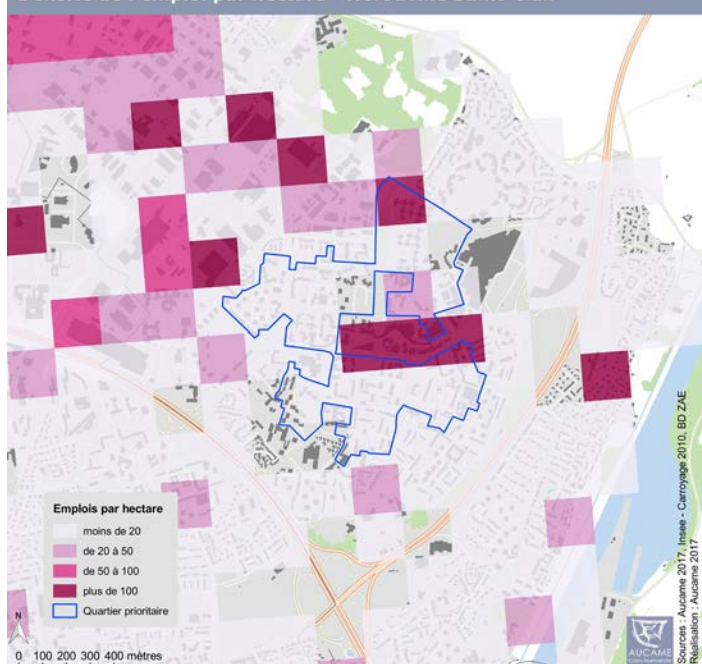 Emplois par hectare
moins de 20
de 20 à 50
de 50 à 100
plus de 100
Quartier prioritaire
N
0 100 200 300 400 mètres
Sources : Aucame 2017, Insee - Carroyage 2010, BD ZAE
Réalisation : Aucame 2017
AUCAME